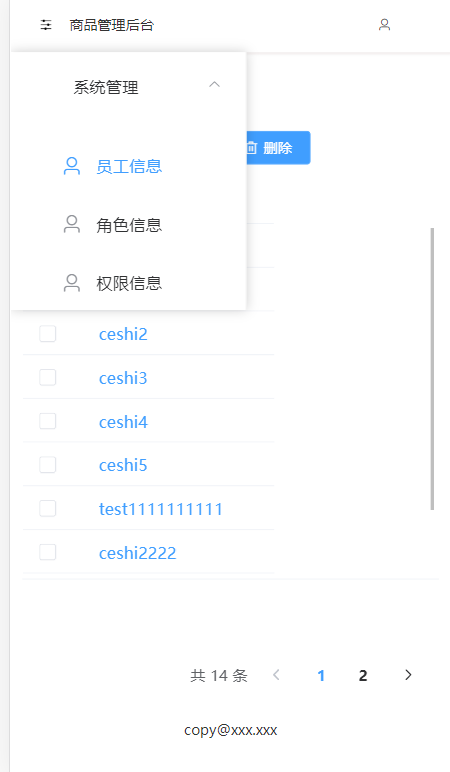 商品管理后台
系统管理
删除
员工信息
角色信息
权限信息
ceshi2
ceshi3
ceshi4
ceshi5
test1111111111
ceshi2222
共 14 条 1 2
copy@xxx.xxx